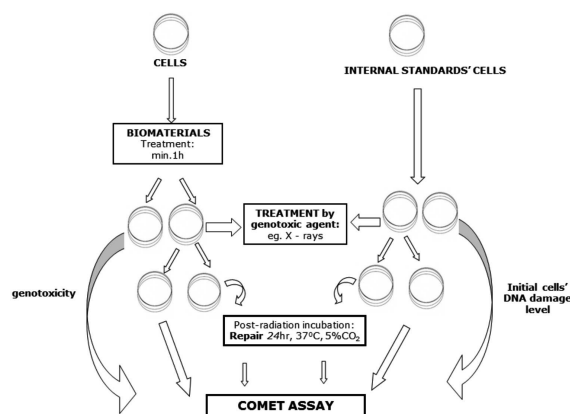 CELLS
INTERNAL STANDARDS' CELLS
BIOMATERIALS
Treatment:
min.1h
TREATMENT by
genotoxic agent:
eg. X - rays
genotoxicity
Initial cells'
DNA damage
level
Post-radiation incubation:
Repair 24hr, 37⁰C, 5%CO₂
COMET ASSAY